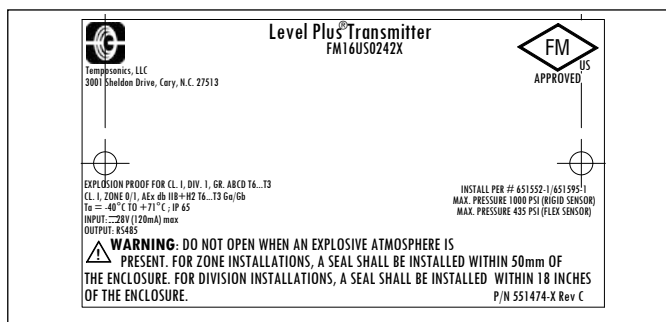 Level Plus® Transmitter
FM16US0242X
FM
US
APPROVED
Temposonics, LLC
3001 Sheldon Drive, Cary, N.C. 27513
EXPLOSION PROOF FOR CL. I, DIV. 1, GR. ABCD T6...T3
CL. I, ZONE 0/1, AEx db IIB+H2 T6...T3 Ga/Gb
Ta = -40°C TO +71°C ; IP 65
INPUT: ⎓28V (120mA) max
OUTPUT: RS485
INSTALL PER # 651552-1/651595-1
MAX. PRESSURE 1000 PSI (RIGID SENSOR)
MAX. PRESSURE 435 PSI (FLEX SENSOR)
WARNING: DO NOT OPEN WHEN AN EXPLOSIVE ATMOSPHERE IS
PRESENT. FOR ZONE INSTALLATIONS, A SEAL SHALL BE INSTALLED WITHIN 50mm OF
THE ENCLOSURE. FOR DIVISION INSTALLATIONS, A SEAL SHALL BE INSTALLED WITHIN 18 INCHES
OF THE ENCLOSURE.
P/N 551474-X Rev C